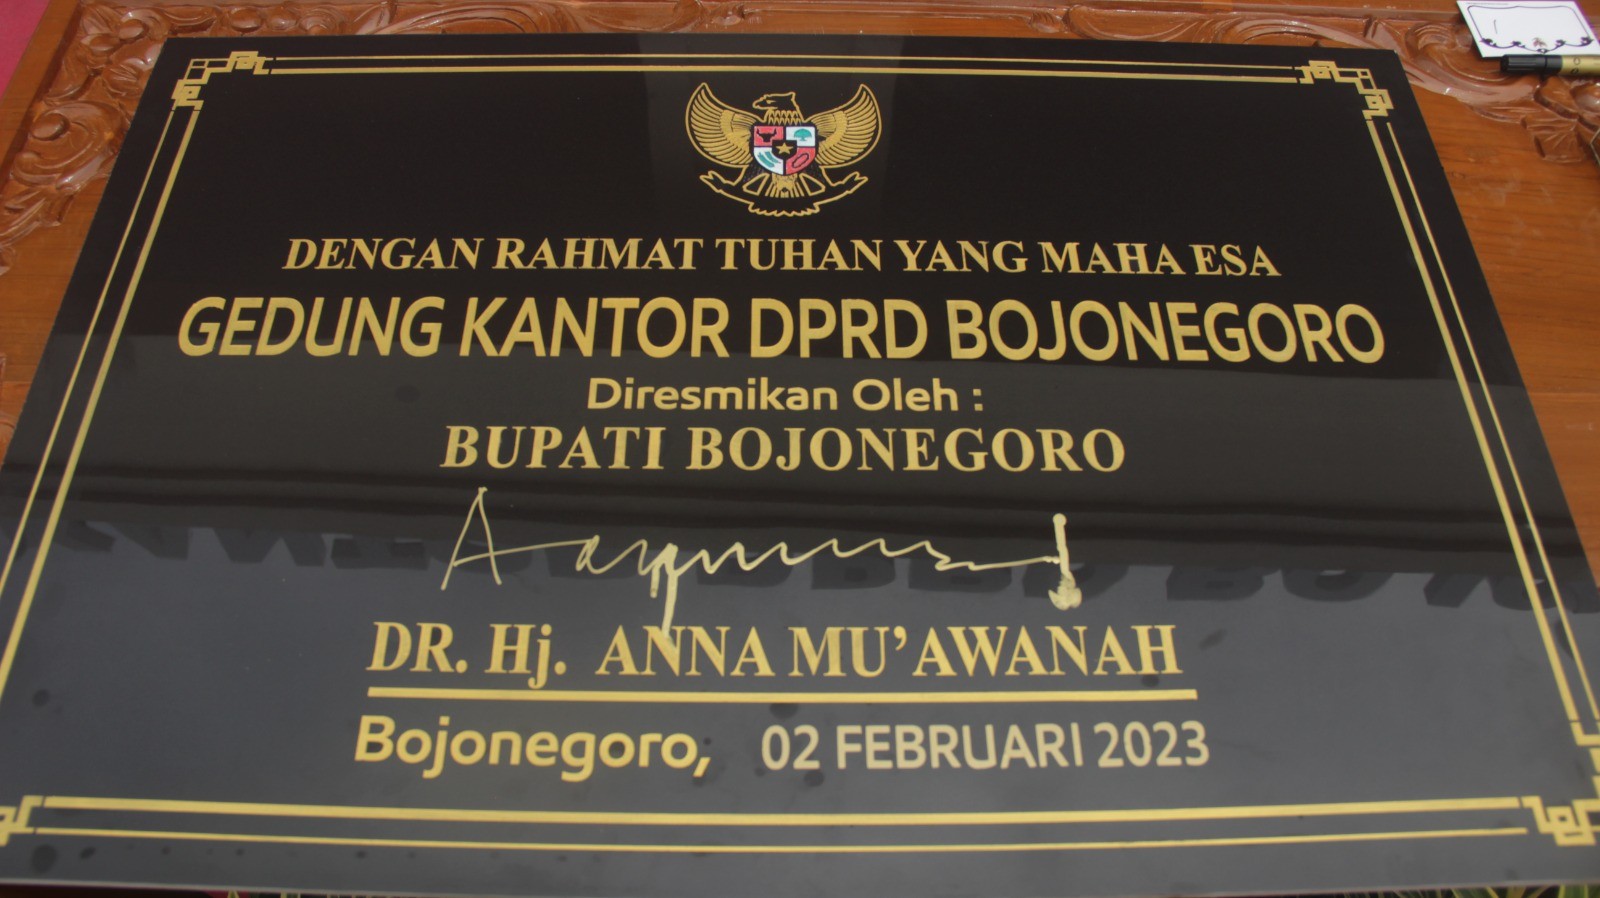 DENGAN RAHMAT TUHAN YANG MAHA ESA
GEDUNG KANTOR DPRD BOJONEGORO
Diresmikan Oleh :
BUPATI BOJONEGORO
DR. Hj. ANNA MU'AWANAH
Bojonegoro, 02 FEBRUARI 2023